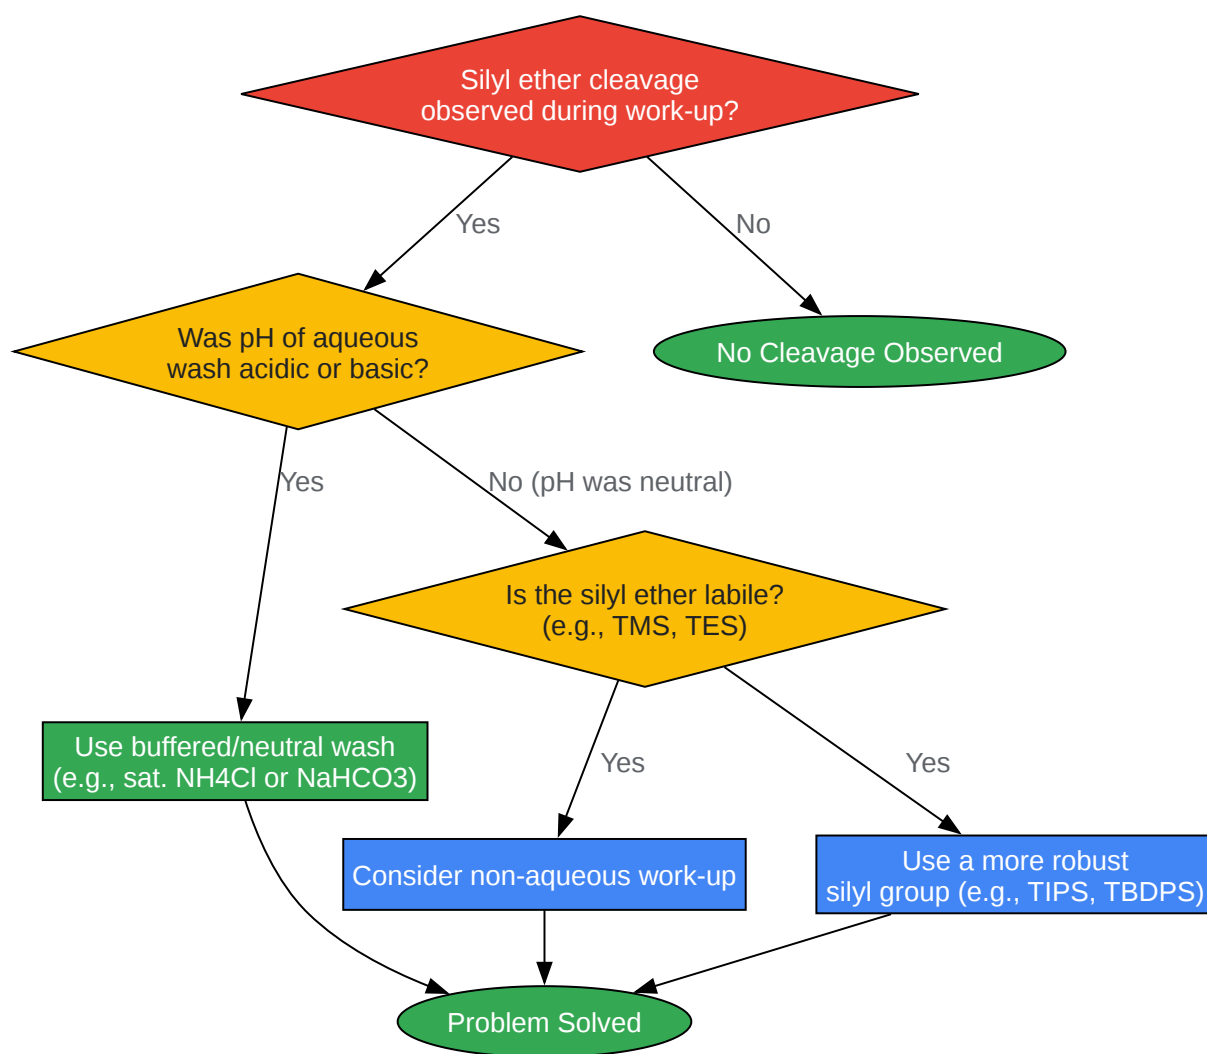 Silyl ether cleavage
observed during work-up?
Yes
No
Was pH of aqueous
wash acidic or basic?
No Cleavage Observed
Yes
No (pH was neutral)
Is the silyl ether labile?
(e.g., TMS, TES)
Use buffered/neutral wash
(e.g., sat. NH4Cl or NaHCO3)
Yes
Yes
Consider non-aqueous work-up
Use a more robust
silyl group (e.g., TIPS, TBDPS)
Problem Solved